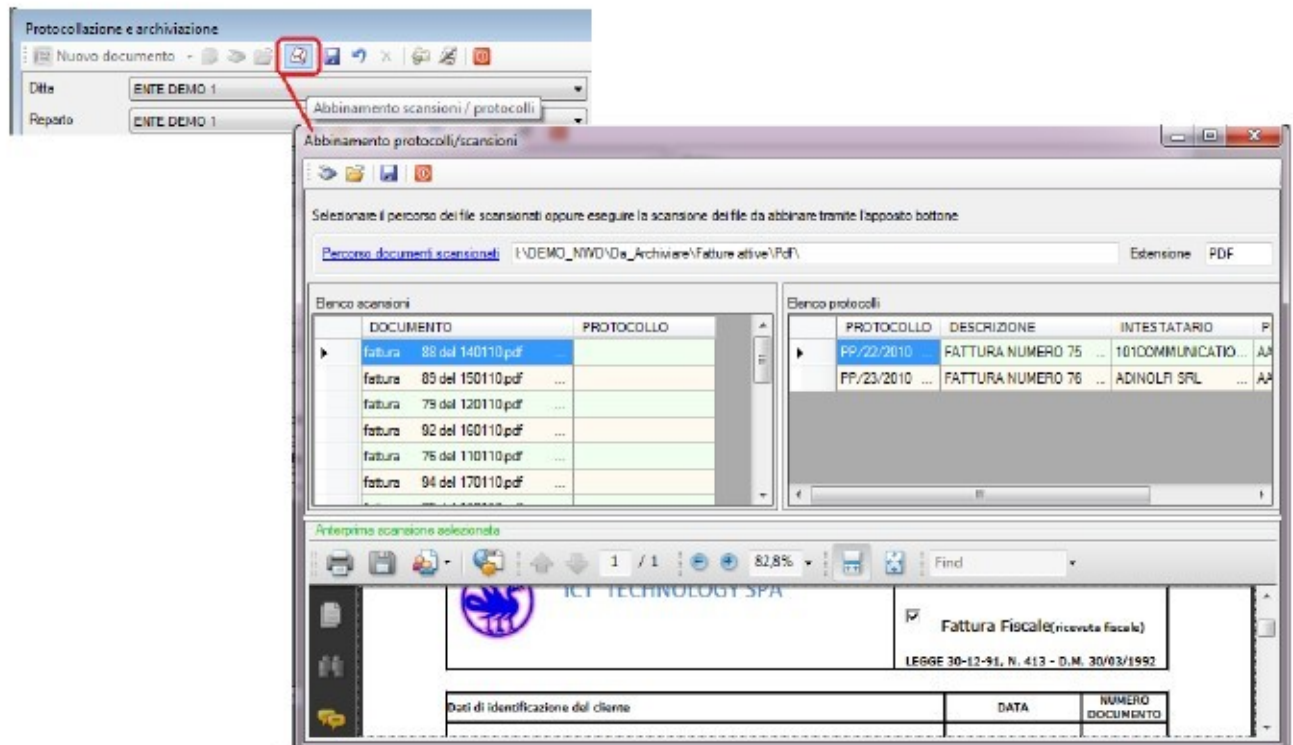 Protocollazione e archiviazione
Nuovo documento
Ditta ENTE DEMO 1
Reparto ENTE DEMO 1
Abbinamento scansioni / protocolli
Abbinamento protocolli/scansioni
Selezionare il percorso dei file scansionati oppure eseguire la scansione dei file da abbinare tramite l'apposito bottone
Percorso documenti scansionati I:\DEMO_NWD\Da_Archiviare\Fatture attive\Pdf\ Estensione PDF
Elenco scansioni Elenco protocolli
DOCUMENTO PROTOCOLLO PROTOCOLLO DESCRIZIONE INTESTATARIO
fattura 88 del 140110.pdf ... PP/22/2010 ... FATTURA NUMERO 75 ... 101COMMUNICATIO...
fattura 89 del 150110.pdf ... PP/23/2010 ... FATTURA NUMERO 76 ... ADINOLFI SRL ...
fattura 79 del 120110.pdf ...
fattura 92 del 160110.pdf ...
fattura 76 del 110110.pdf ...
fattura 94 del 170110.pdf ...
Anteprima scansione selezionata
1 / 1 82,8% Find
ICT TECHNOLOGY SPA
Fattura Fiscale(ricevuta fiscale)
LEGGE 30-12-91, N. 413 - D.M. 30/03/1992
Dati di identificazione del cliente DATA NUMERO DOCUMENTO